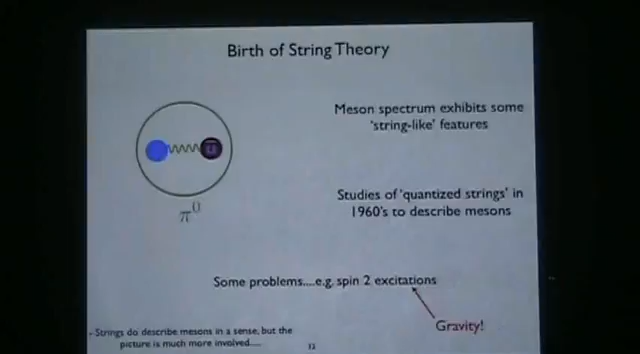 Birth of String Theory
Meson spectrum exhibits some
'string-like' features
π⁰
Studies of 'quantized strings' in
1960's to describe mesons
Some problems....e.g. spin 2 excitations
Gravity!
- Strings do describe mesons in a sense, but the
picture is much more involved....